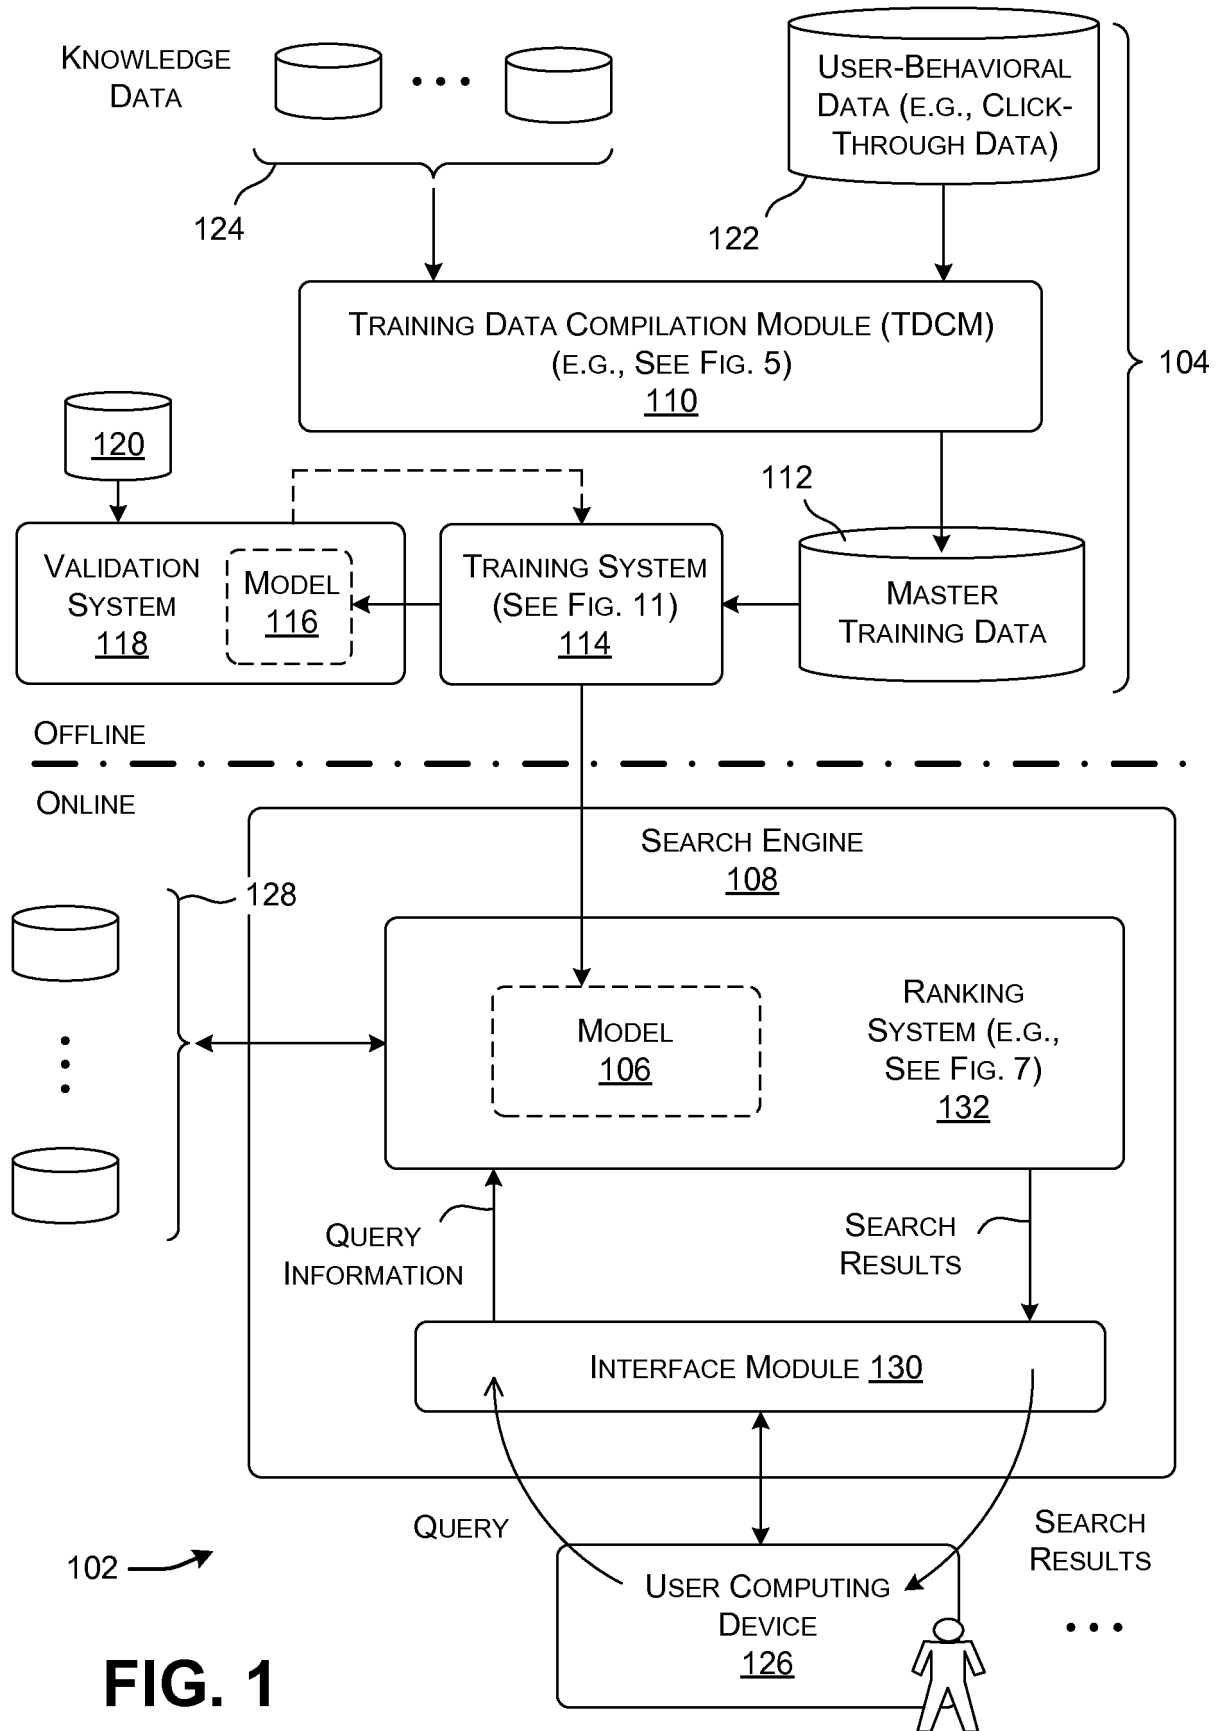 KNOWLEDGE
DATA
• • •
124
USER-BEHAVIORAL
DATA (E.G., CLICK-
THROUGH DATA)
122
TRAINING DATA COMPILATION MODULE (TDCM)
(E.G., SEE FIG. 5)
110
104
120
112
VALIDATION
SYSTEM
118
MODEL
116
TRAINING SYSTEM
(SEE FIG. 11)
114
MASTER
TRAINING DATA
OFFLINE
ONLINE
SEARCH ENGINE
108
128
MODEL
106
RANKING
SYSTEM (E.G.,
SEE FIG. 7)
132
QUERY
INFORMATION
SEARCH
RESULTS
INTERFACE MODULE 130
QUERY
SEARCH
RESULTS
102
USER COMPUTING
DEVICE
126
• • •
FIG. 1